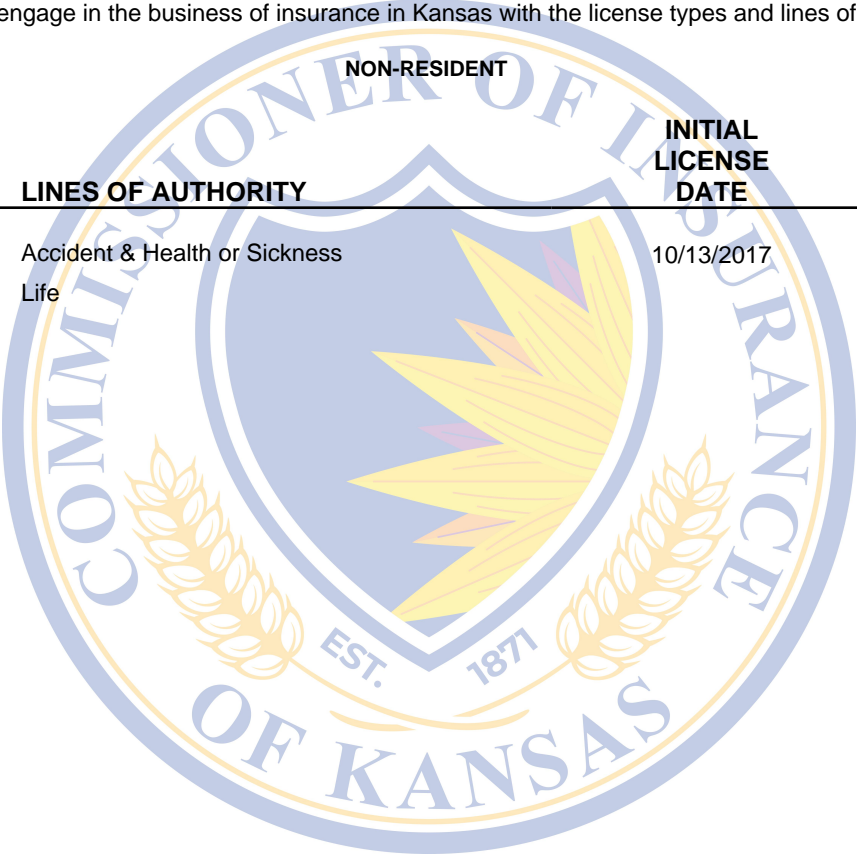 engage in the business of insurance in Kansas with the license types and lines of
NON-RESIDENT
INITIAL
LICENSE
LINES OF AUTHORITY DATE
Accident & Health or Sickness 10/13/2017
Life
COMMISSIONER OF INSURANCE
EST. 1871
OF KANSAS